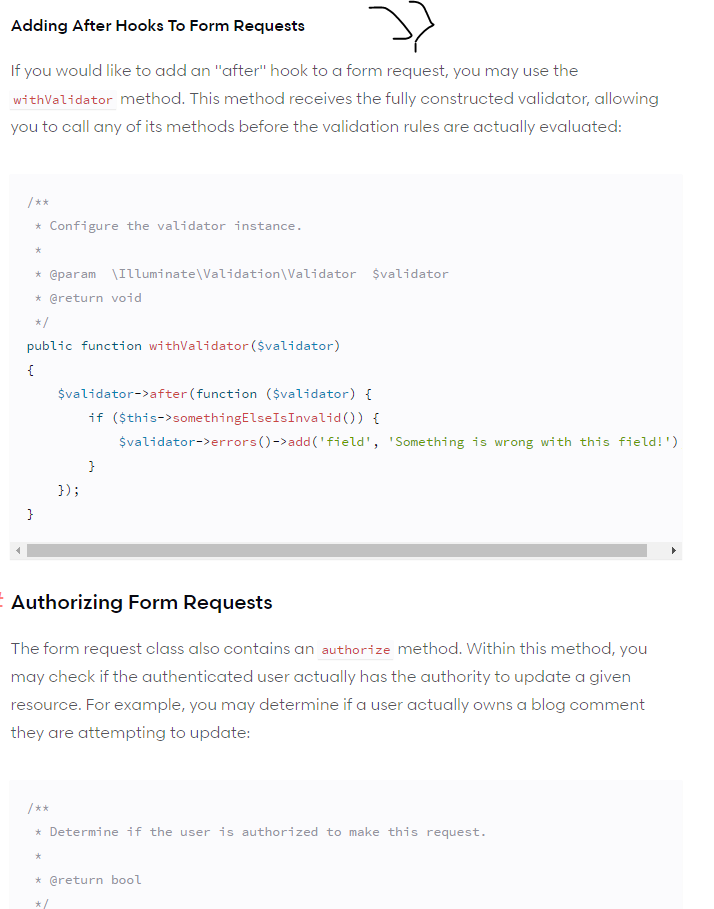 Adding After Hooks To Form Requests
If you would like to add an "after" hook to a form request, you may use the
withValidator method. This method receives the fully constructed validator, allowing
you to call any of its methods before the validation rules are actually evaluated:
/**
 * Configure the validator instance.
 *
 * @param  \Illuminate\Validation\Validator  $validator
 * @return void
 */
public function withValidator($validator)
{
    $validator->after(function ($validator) {
        if ($this->somethingElseIsInvalid()) {
            $validator->errors()->add('field', 'Something is wrong with this field!')
        }
    });
}
# Authorizing Form Requests
The form request class also contains an authorize method. Within this method, you
may check if the authenticated user actually has the authority to update a given
resource. For example, you may determine if a user actually owns a blog comment
they are attempting to update:
/**
 * Determine if the user is authorized to make this request.
 *
 * @return bool
 */